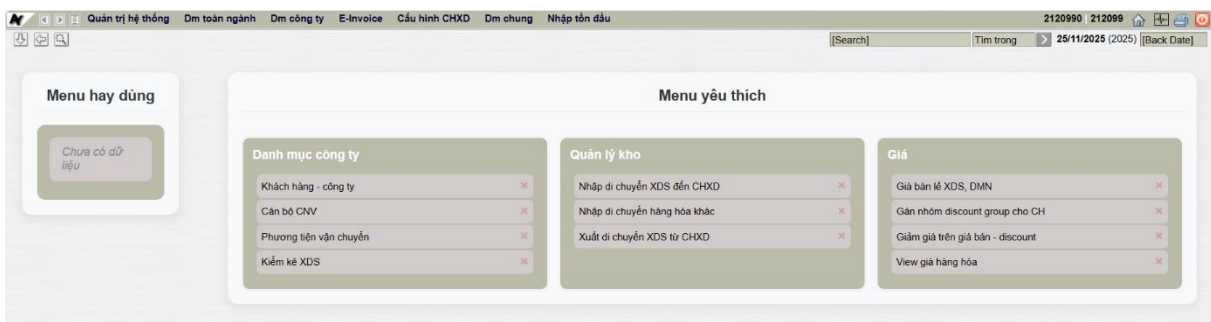 Quản trị hệ thống Dm toàn ngành Dm công ty E-Invoice Cấu hình CHXD Dm chung Nhập tồn đầu 2120990 212099
[Search] Tìm trong 25/11/2025 (2025) [Back Date]
Menu hay dùng
Chưa có dữ liệu
Menu yêu thích
Danh mục công ty
Khách hàng - công ty
Cán bộ CNV
Phương tiện vận chuyển
Kiểm kê XDS
Quản lý kho
Nhập di chuyển XDS đến CHXD
Nhập di chuyển hàng hóa khác
Xuất di chuyển XDS từ CHXD
Giá
Giá bán lẻ XDS, DMN
Gán nhóm discount group cho CH
Giảm giá trên giá bán - discount
View giá hàng hóa